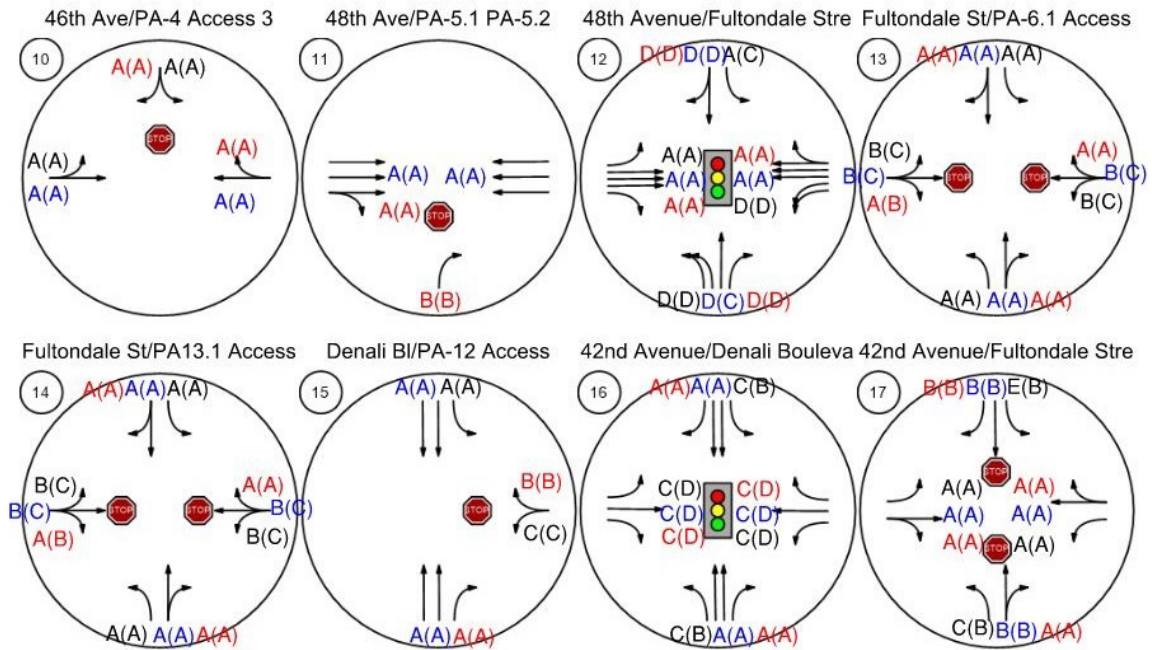 46th Ave/PA-4 Access 3
10
A(A) A(A)
STOP
A(A)
A(A)
A(A)
A(A)
48th Ave/PA-5.1 PA-5.2
11
A(A) A(A)
A(A)
STOP
B(B)
48th Avenue/Fultondale Stre
12
D(D) D(D) A(C)
A(A) A(A)
A(A) A(A)
A(A) D(D)
D(D) D(C) D(D)
Fultondale St/PA-6.1 Access
13
A(A) A(A) A(A)
B(C) A(A)
B(C) STOP STOP B(C)
A(B) B(C)
A(A) A(A) A(A)
Fultondale St/PA13.1 Access
14
A(A) A(A) A(A)
B(C) A(A)
B(C) STOP STOP B(C)
A(B) B(C)
A(A) A(A) A(A)
Denali Bl/PA-12 Access
15
A(A) A(A)
B(B)
STOP
C(C)
A(A) A(A)
42nd Avenue/Denali Bouleva
16
A(A) A(A) C(B)
C(D) C(D)
C(D) C(D)
C(D) C(D)
C(B) A(A) A(A)
42nd Avenue/Fultondale Stre
17
B(B) B(B) E(B)
STOP
A(A) A(A)
A(A) A(A)
A(A) STOP A(A)
C(B) B(B) A(A)